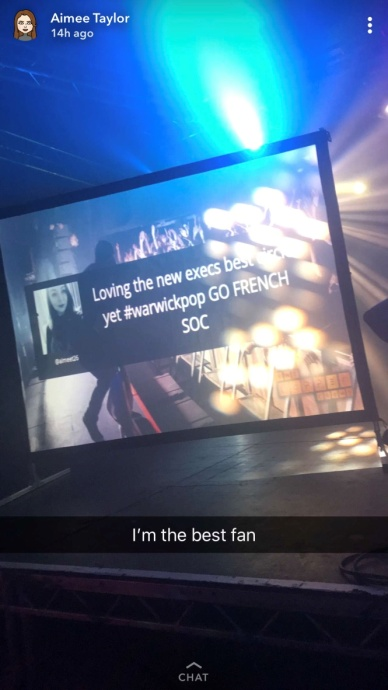 Aimee Taylor
14h ago
Loving the new execs best
yet #warwickpop GO FRENCH
SOC
I'm the best fan
CHAT